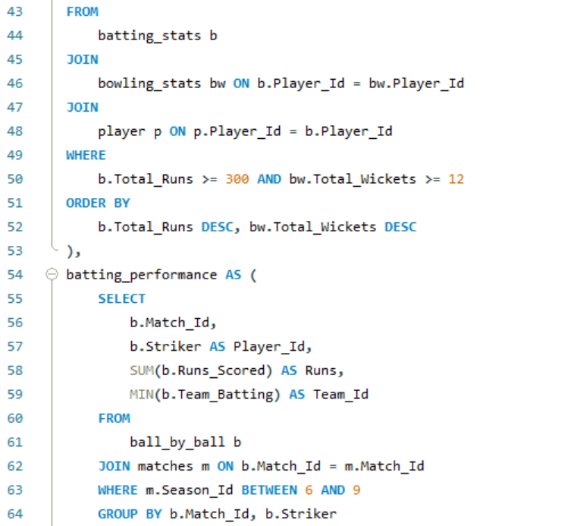 43 FROM
44 batting_stats b
45 JOIN
46 bowling_stats bw ON b.Player_Id = bw.Player_Id
47 JOIN
48 player p ON p.Player_Id = b.Player_Id
49 WHERE
50 b.Total_Runs >= 300 AND bw.Total_Wickets >= 12
51 ORDER BY
52 b.Total_Runs DESC, bw.Total_Wickets DESC
53 ),
54 batting_performance AS (
55 SELECT
56 b.Match_Id,
57 b.Striker AS Player_Id,
58 SUM(b.Runs_Scored) AS Runs,
59 MIN(b.Team_Batting) AS Team_Id
60 FROM
61 ball_by_ball b
62 JOIN matches m ON b.Match_Id = m.Match_Id
63 WHERE m.Season_Id BETWEEN 6 AND 9
64 GROUP BY b.Match_Id, b.Striker